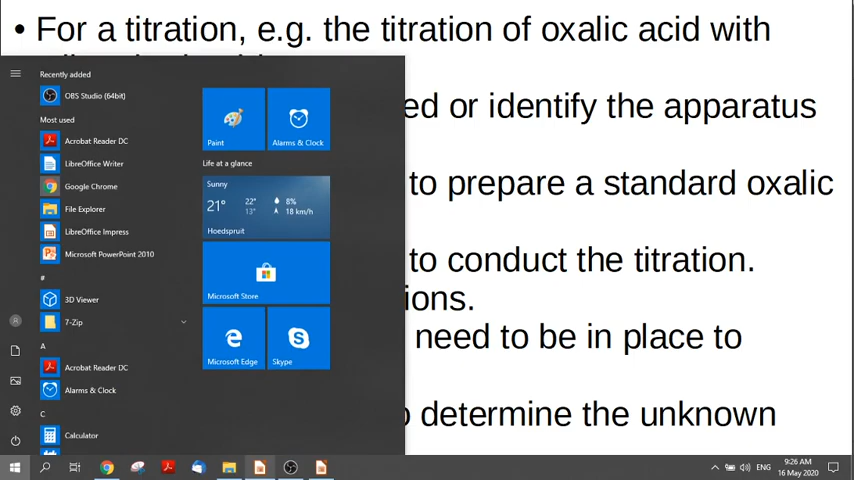 • For a titration, e.g. the titration of oxalic acid with
ed or identify the apparatus
to prepare a standard oxalic
to conduct the titration.
ions.
need to be in place to
o determine the unknown
Recently added
OBS Studio (64bit)
Most used
Acrobat Reader DC
LibreOffice Writer
Google Chrome
File Explorer
LibreOffice Impress
Microsoft PowerPoint 2010
#
3D Viewer
7-Zip
A
Acrobat Reader DC
Alarms & Clock
C
Calculator
Paint
Alarms & Clock
Life at a glance
Sunny
21° 22° 13° 8% 18 km/h
Hoedspruit
Microsoft Store
Microsoft Edge
Skype
ENG
9:26 AM
16 May 2020